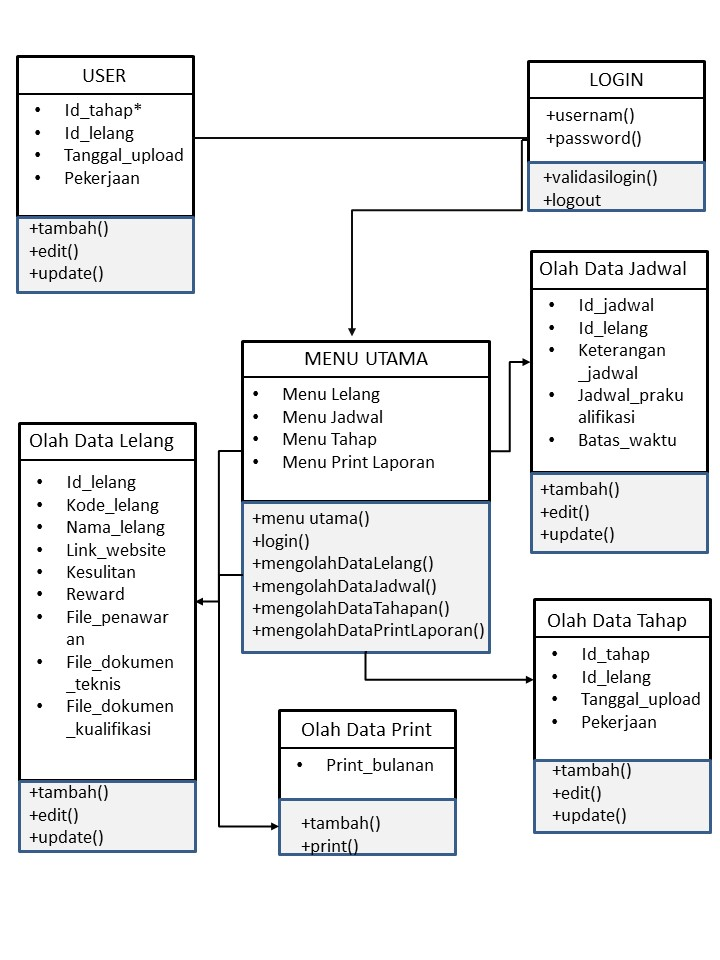 USER
• Id_tahap*
• Id_lelang
• Tanggal_upload
• Pekerjaan
+tambah()
+edit()
+update()
LOGIN
+usernam()
+password()
+validasilogin()
+logout
Olah Data Jadwal
• Id_jadwal
• Id_lelang
• Keterangan
_jadwal
• Jadwal_praku
alifikasi
• Batas_waktu
+tambah()
+edit()
+update()
MENU UTAMA
• Menu Lelang
• Menu Jadwal
• Menu Tahap
• Menu Print Laporan
+menu utama()
+login()
+mengolahDataLelang()
+mengolahDataJadwal()
+mengolahDataTahapan()
+mengolahDataPrintLaporan()
Olah Data Lelang
• Id_lelang
• Kode_lelang
• Nama_lelang
• Link_website
• Kesulitan
• Reward
• File_penawar
an
• File_dokumen
_teknis
• File_dokumen
_kualifikasi
+tambah()
+edit()
+update()
Olah Data Tahap
• Id_tahap
• Id_lelang
• Tanggal_upload
• Pekerjaan
+tambah()
+edit()
+update()
Olah Data Print
• Print_bulanan
+tambah()
+print()